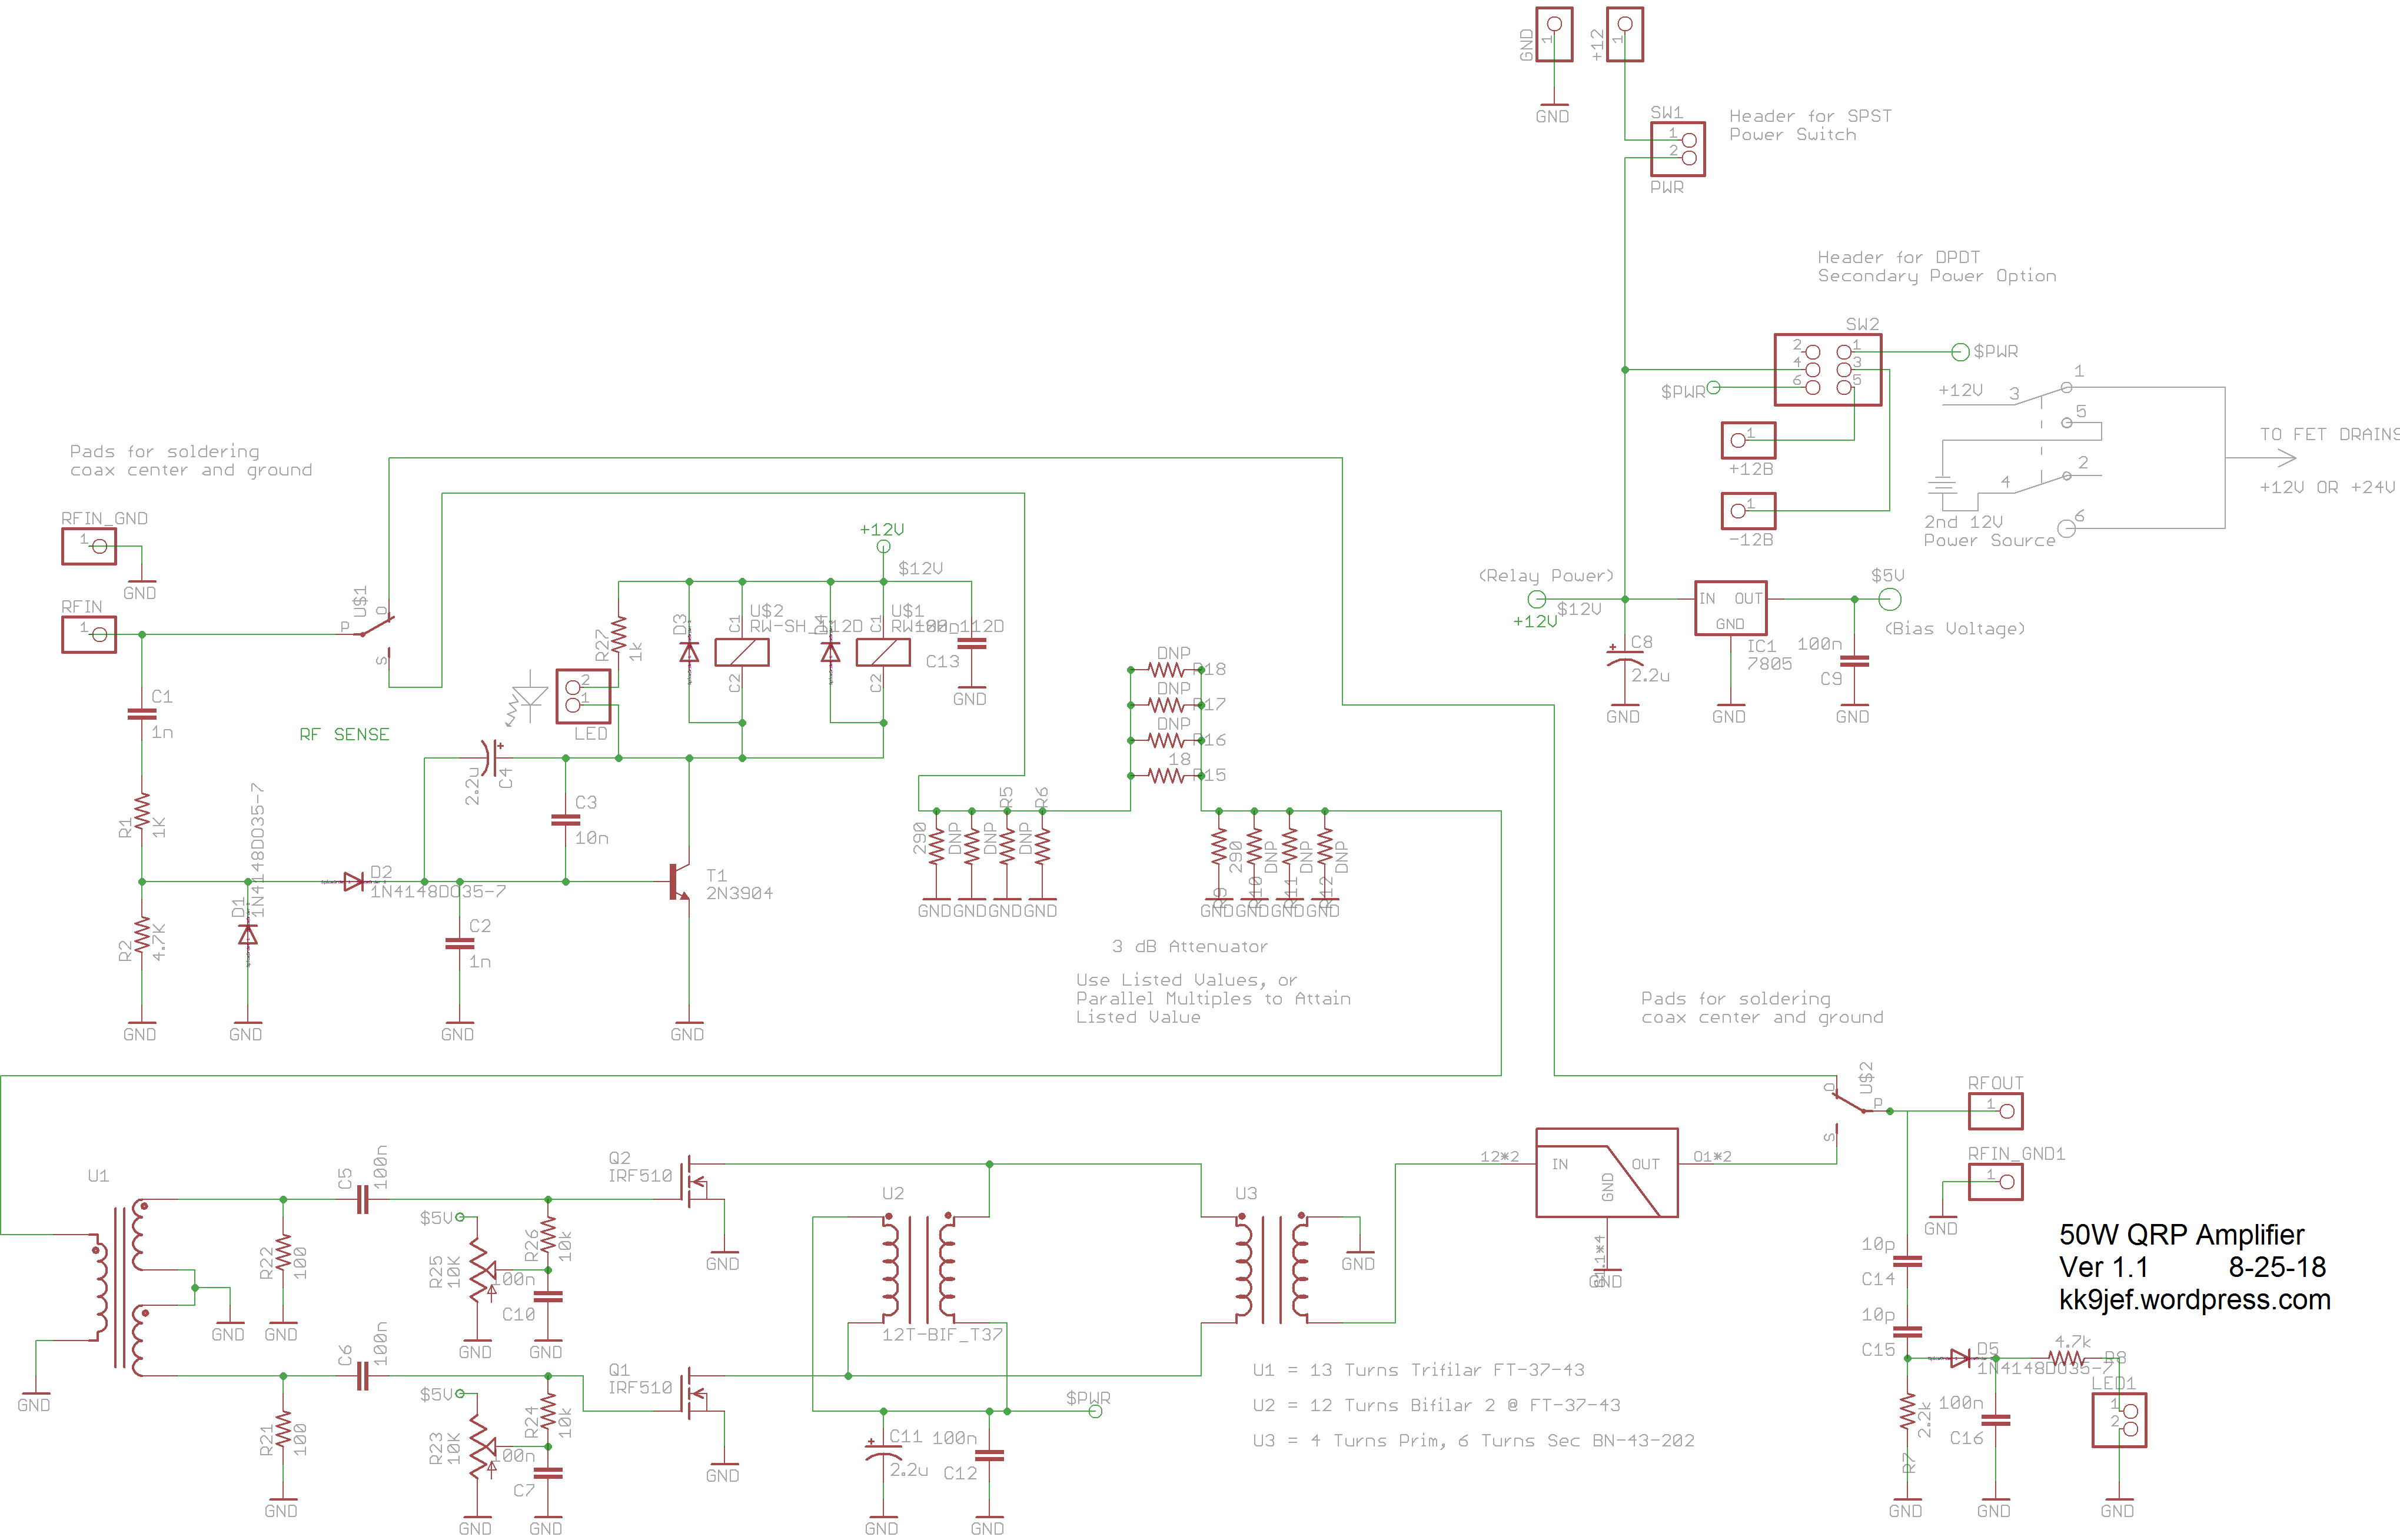 GND
1
+12
1
GND
SW1
1
2
PWR
Header for SPST
Power Switch
Header for DPDT
Secondary Power Option
SW2
2
1
4
3
6
5
$PWR
$PWR
+12V
3
1
5
4
2
6
2nd 12V
Power Source
TO FET DRAINS
+12V OR +24V
1
+12B
1
-12B
(Relay Power)
$12V
+12V
IN
OUT
GND
IC1
7805
$5V
(Bias Voltage)
C8
2.2u
100n
C9
GND
GND
GND
Pads for soldering
coax center and ground
RFIN_GND
1
GND
RFIN
1
U$1
P
O
S
C1
1n
RF SENSE
R1
1K
R2
4.7K
D1
1N4148DO35-7
D2
1N4148DO35-7
C2
1n
C3
10n
C4
2.2u
T1
2N3904
GND
GND
GND
GND
+12V
$12V
R27
1k
2
1
LED
D3
C1
U$2
RW-SH_112D
C2
C1
U$1
C2
C13
GND
DNP
R18
DNP
R17
DNP
R16
18
R15
290
DNP
R5
DNP
R6
DNP
GND
GND
GND
GND
R9
290
R10
DNP
R11
DNP
R12
DNP
GND
GND
GND
GND
3 dB Attenuator
Use Listed Values, or
Parallel Multiples to Attain
Listed Value
Pads for soldering
coax center and ground
U$2
O
P
S
RFOUT
1
RFIN_GND1
1
GND
U1
GND
GND
R22
100
GND
R21
100
GND
C5
100n
C6
100n
$5V
R25
10K
GND
R26
10k
100n
C10
GND
$5V
R23
10K
GND
R24
10k
100n
C7
GND
Q2
IRF510
GND
Q1
IRF510
GND
U2
12T-BIF_T37
C11
2.2u
GND
100n
C12
GND
$PWR
U3
GND
I2*2
IN
OUT
GND
O1*2
GND
U1 = 13 Turns Trifilar FT-37-43
U2 = 12 Turns Bifilar 2 @ FT-37-43
U3 = 4 Turns Prim, 6 Turns Sec BN-43-202
10p
C14
10p
C15
D5
1N4148DO35-7
4.7k
R8
R7
2.2k
100n
C16
LED1
1
2
GND
GND
GND
50W QRP Amplifier
Ver 1.1 8-25-18
kk9jef.wordpress.com